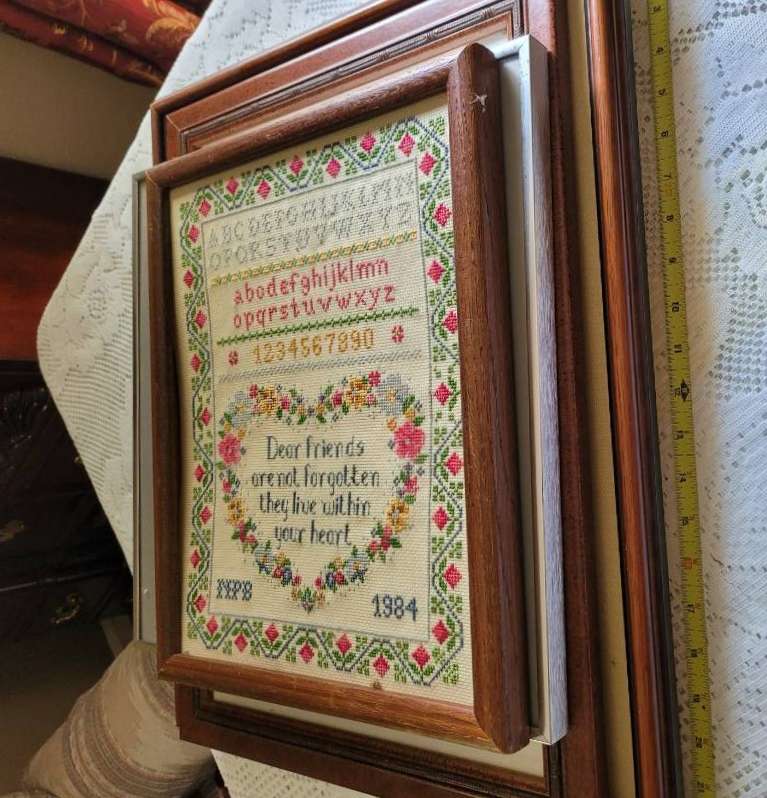 ABCDEFGHIJKLMN
OPQRSTUVWXYZ
abcdefghijklmn
opqrstuvwxyz
1234567890
Dear friends
are not forgotten
they live within
your heart
1984